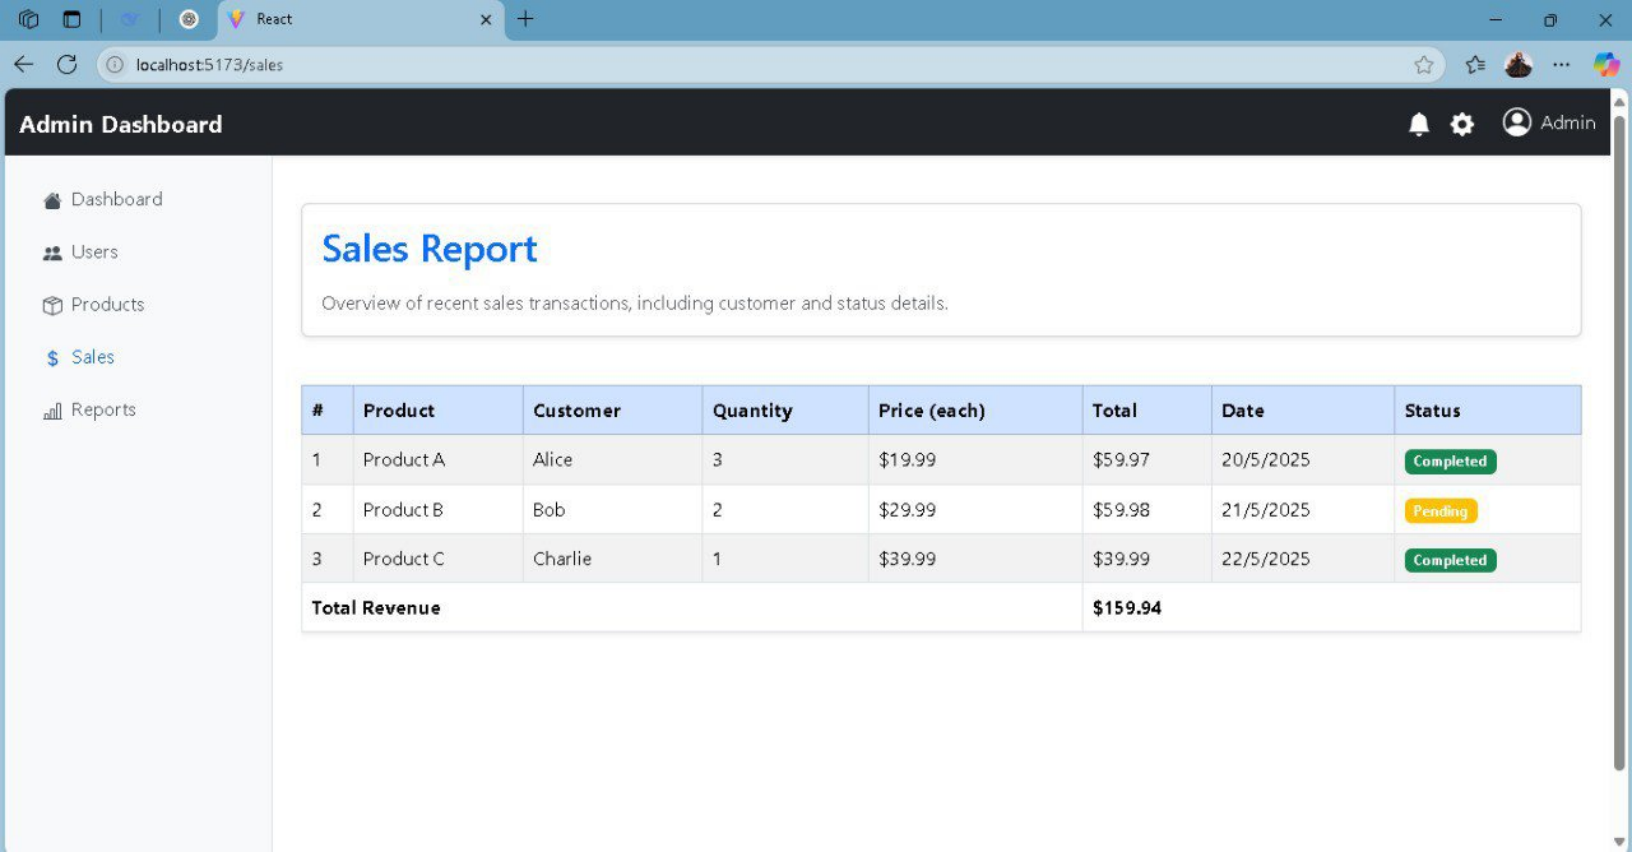 React
localhost:5173/sales
Admin Dashboard
Admin
Dashboard
Users
Products
Sales
Reports
Sales Report
Overview of recent sales transactions, including customer and status details.
# Product Customer Quantity Price (each) Total Date Status
1 Product A Alice 3 $19.99 $59.97 20/5/2025 Completed
2 Product B Bob 2 $29.99 $59.98 21/5/2025 Pending
3 Product C Charlie 1 $39.99 $39.99 22/5/2025 Completed
Total Revenue $159.94